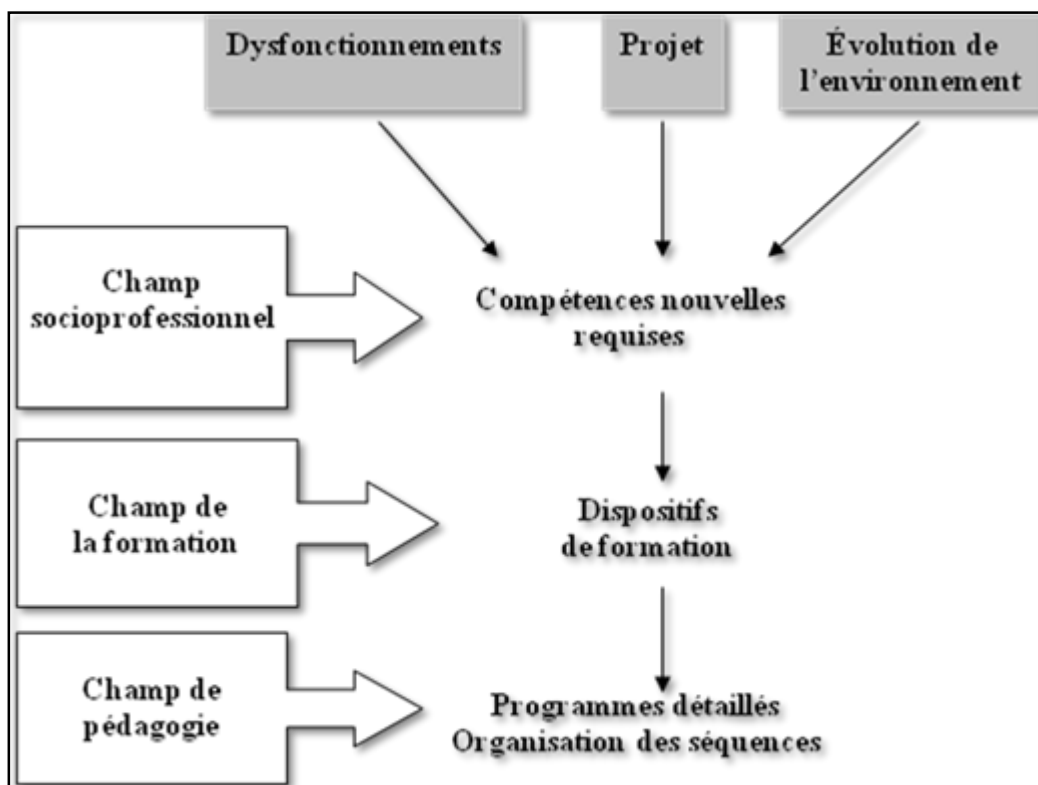 Dysfonctionnements
Projet
Évolution de
l'environnement
Champ
socioprofessionnel
Compétences nouvelles
requises
Champ de
la formation
Dispositifs
de formation
Champ de
pédagogie
Programmes détaillés
Organisation des séquences